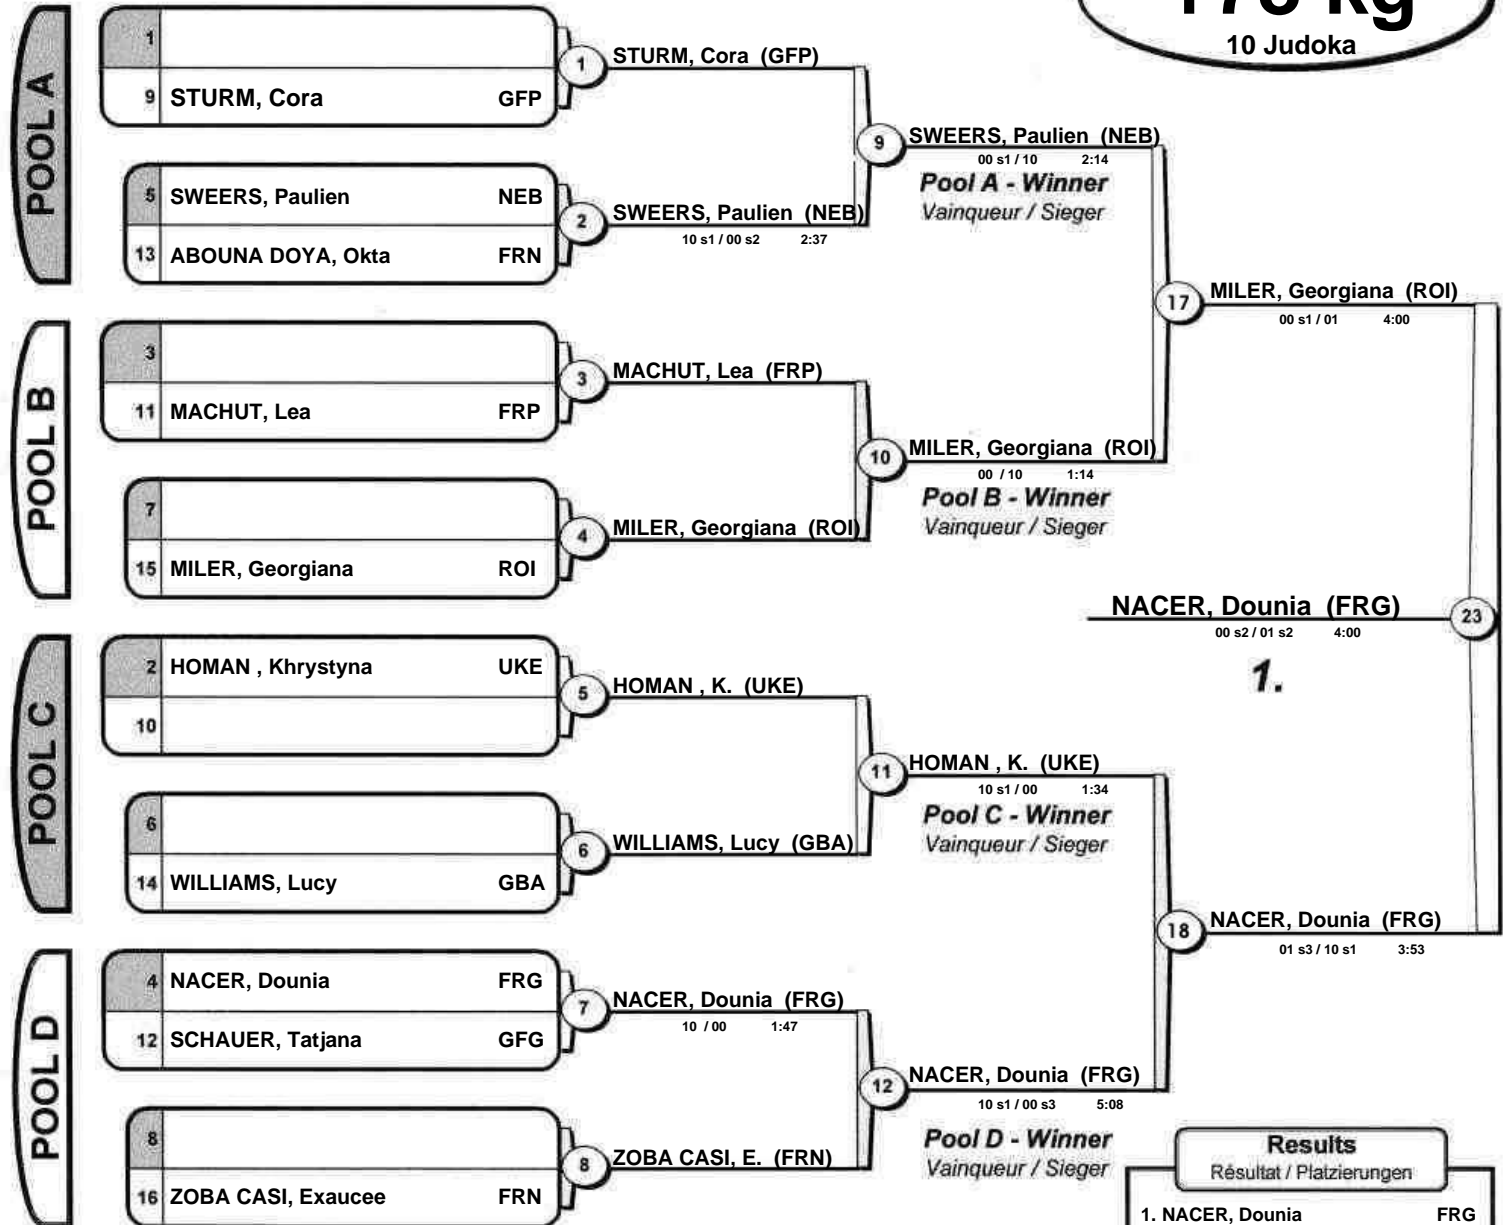 10 Judoka
POOL A
1
9 STURM, Cora GFP
1
STURM, Cora (GFP)
5 SWEERS, Paulien NEB
13 ABOUNA DOYA, Okta FRN
2
SWEERS, Paulien (NEB)
10 s1 / 00 s2 2:37
9
SWEERS, Paulien (NEB)
00 s1 / 10 2:14
Pool A - Winner
Vainqueur / Sieger
POOL B
3
11 MACHUT, Lea FRP
3
MACHUT, Lea (FRP)
7
15 MILER, Georgiana ROI
4
MILER, Georgiana (ROI)
10
MILER, Georgiana (ROI)
00 / 10 1:14
Pool B - Winner
Vainqueur / Sieger
17
MILER, Georgiana (ROI)
00 s1 / 01 4:00
NACER, Dounia (FRG)
00 s2 / 01 s2 4:00
23
1.
POOL C
2 HOMAN , Khrystyna UKE
10
5
HOMAN , K. (UKE)
6
14 WILLIAMS, Lucy GBA
6
WILLIAMS, Lucy (GBA)
11
HOMAN , K. (UKE)
10 s1 / 00 1:34
Pool C - Winner
Vainqueur / Sieger
18
NACER, Dounia (FRG)
01 s3 / 10 s1 3:53
POOL D
4 NACER, Dounia FRG
12 SCHAUER, Tatjana GFG
7
NACER, Dounia (FRG)
10 / 00 1:47
8
16 ZOBA CASI, Exaucee FRN
8
ZOBA CASI, E. (FRN)
12
NACER, Dounia (FRG)
10 s1 / 00 s3 5:08
Pool D - Winner
Vainqueur / Sieger
Results
Résultat / Platzierungen
1. NACER, Dounia FRG